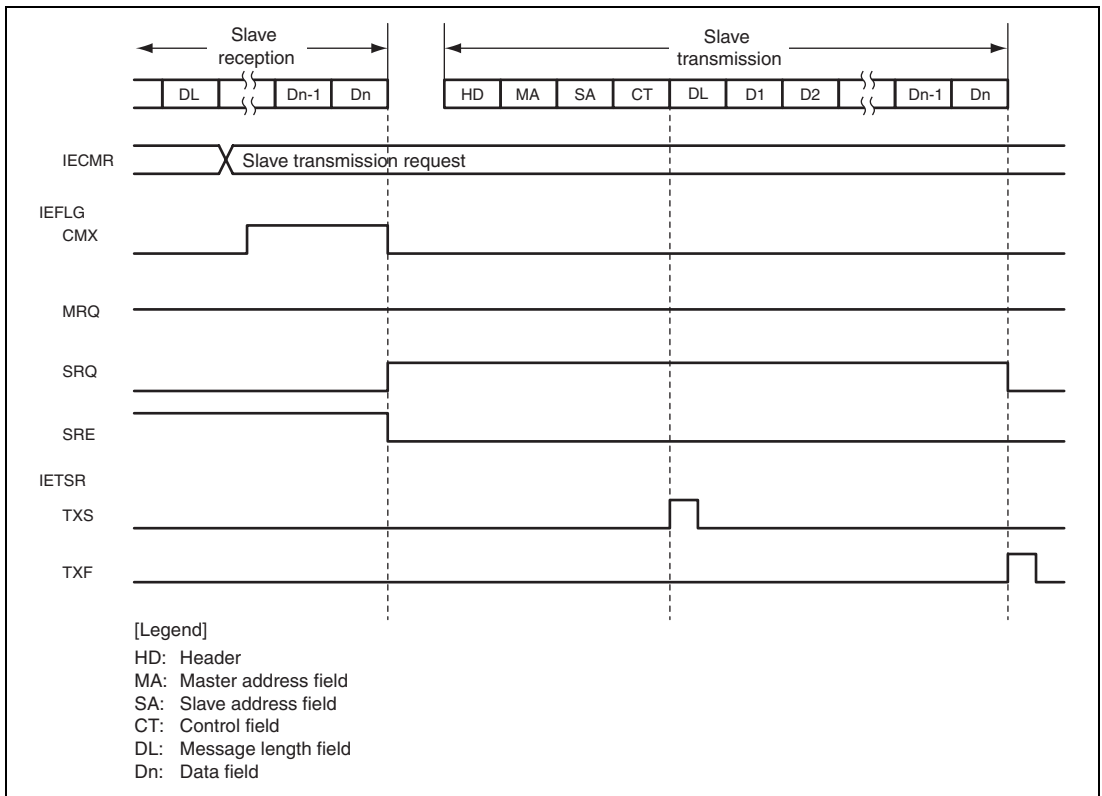 Slave
reception
Slave
transmission
DL Dn-1 Dn HD MA SA CT DL D1 D2 Dn-1 Dn
IECMR Slave transmission request
IEFLG
CMX
MRQ
SRQ
SRE
IETSR
TXS
TXF
[Legend]
HD: Header
MA: Master address field
SA: Slave address field
CT: Control field
DL: Message length field
Dn: Data field